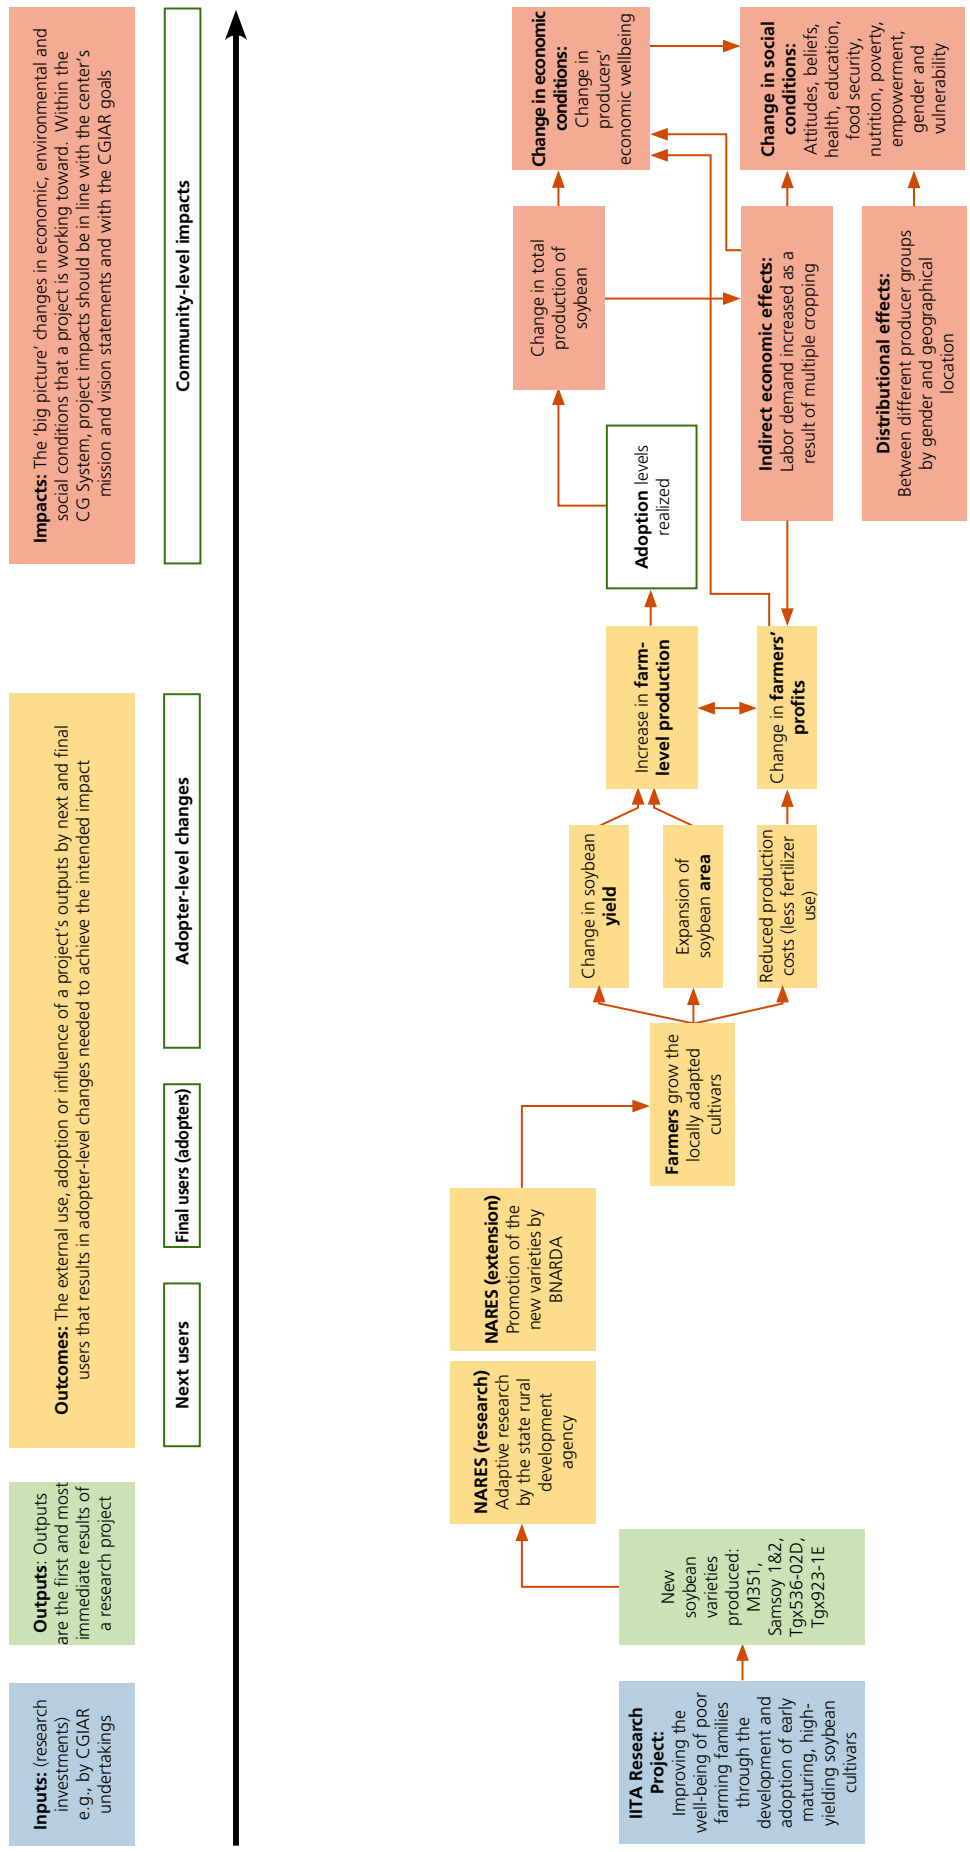 Inputs: (research
investments)
e.g., by CGIAR
undertakings
Outputs: Outputs
are the first and most
immediate results of
a research project
Outcomes: The external use, adoption or influence of a project's outputs by next and final
users that results in adopter-level changes needed to achieve the intended impact
Impacts: The 'big picture' changes in economic, environmental and
social conditions that a project is working toward. Within the
CG System, project impacts should be in line with the center's
mission and vision statements and with the CGIAR goals
Next users
Final users (adopters)
Adopter-level changes
Community-level impacts
IITA Research
Project:
Improving the
well-being of poor
farming families
through the
development and
adoption of early
maturing, high-
yielding soybean
cultivars
New
soybean
varieties
produced:
M351,
Samsoy 1&2,
Tgx536-02D,
Tgx923-1E
NARES (research)
Adaptive research
by the state rural
development
agency
NARES (extension)
Promotion of the
new varieties by
BNARDA
Farmers grow the
locally adapted
cultivars
Change in soybean
yield
Expansion of
soybean area
Reduced production
costs (less fertilizer
use)
Increase in farm-
level production
Change in farmers'
profits
Adoption levels
realized
Change in total
production of
soybean
Indirect economic effects:
Labor demand increased as a
result of multiple cropping
Distributional effects:
Between different producer groups
by gender and geographical
location
Change in economic
conditions:
Change in
producers'
economic wellbeing
Change in social
conditions:
Attitudes, beliefs,
health, education,
food security,
nutrition, poverty,
empowerment,
gender and
vulnerability